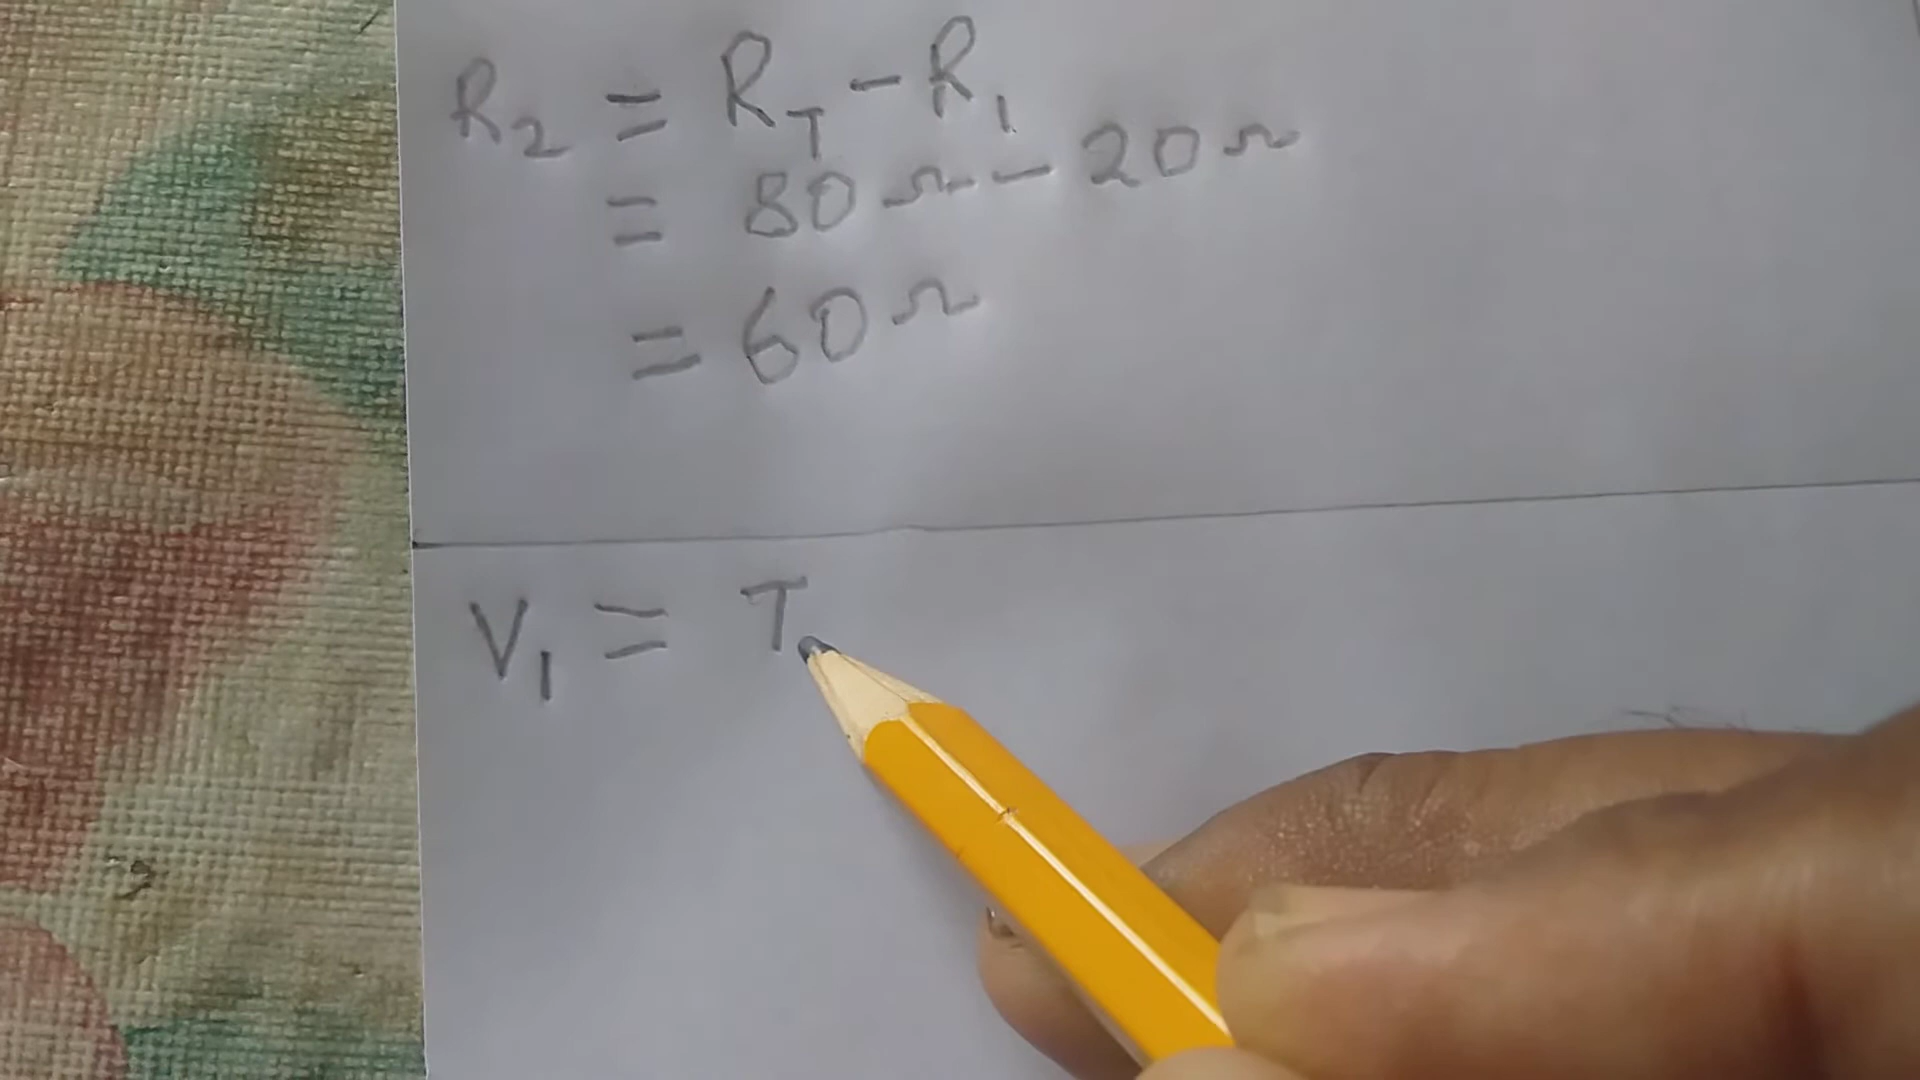 R₂ = R_T - R₁
= 80Ω - 20Ω
= 60Ω
V₁ = T